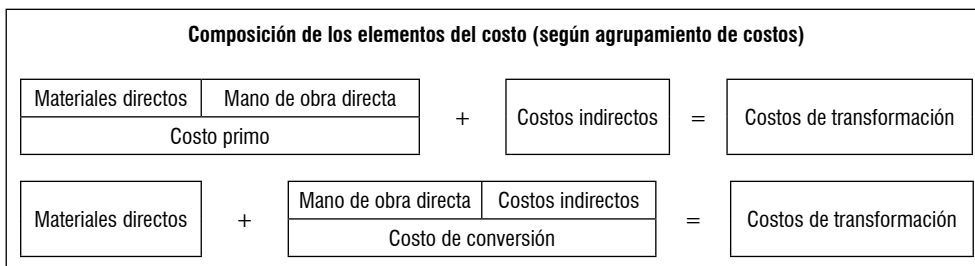 Composición de los elementos del costo (según agrupamiento de costos)
Materiales directos Mano de obra directa
Costo primo
+ Costos indirectos = Costos de transformación
Materiales directos +
Mano de obra directa Costos indirectos
Costo de conversión
= Costos de transformación